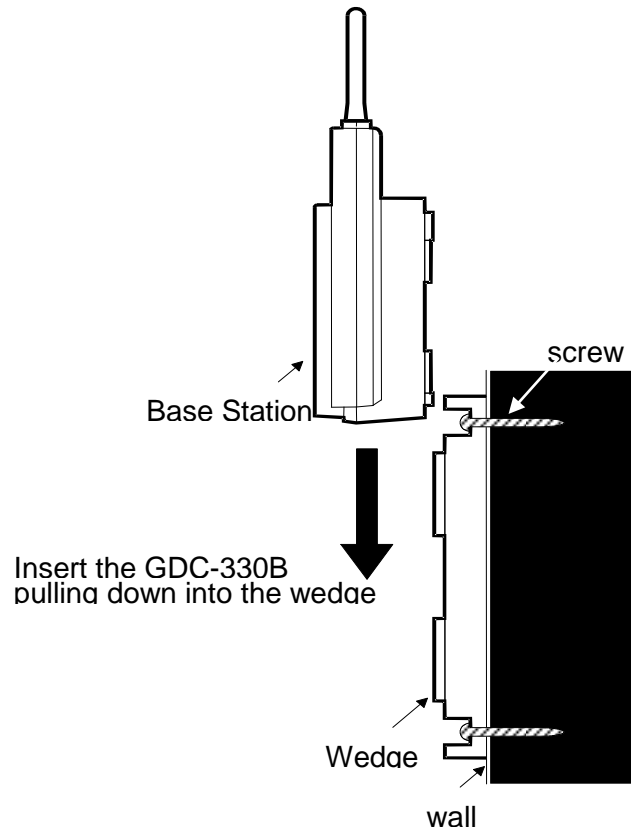 screw
Base Station
Insert the GDC-330B
pulling down into the wedge
Wedge
wall